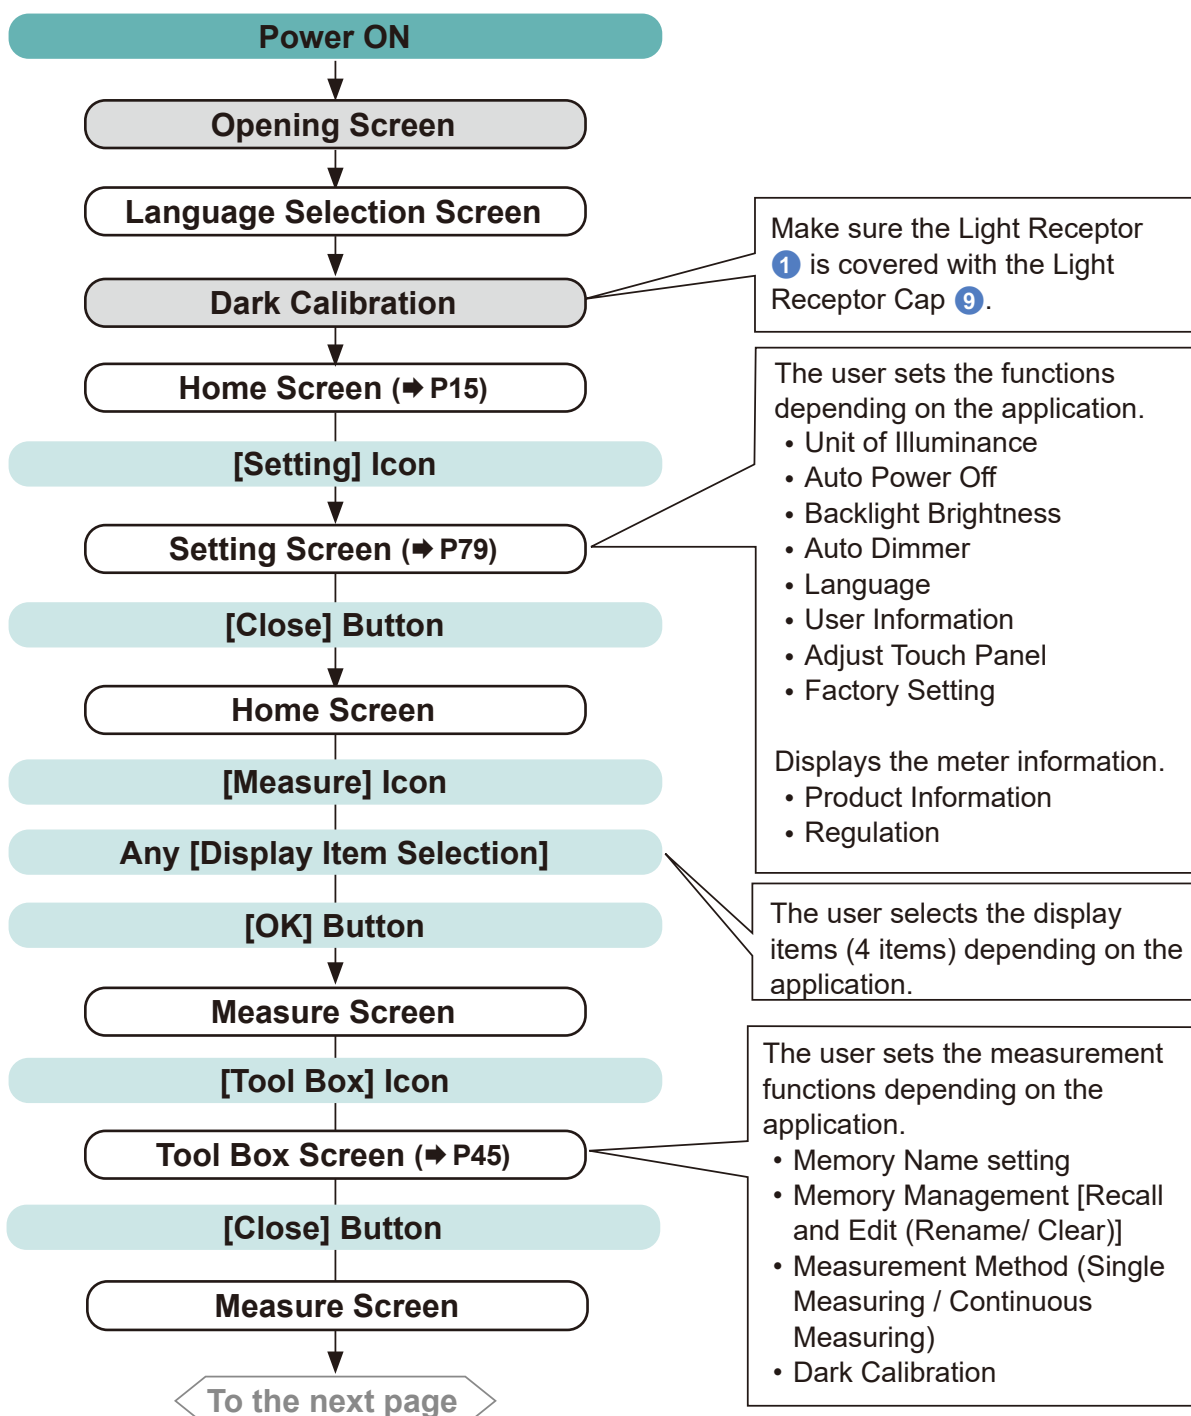 Power ON
Opening Screen
Language Selection Screen
Dark Calibration
Make sure the Light Receptor
1 is covered with the Light
Receptor Cap 9.
Home Screen (➡ P15)
[Setting] Icon
Setting Screen (➡ P79)
The user sets the functions
depending on the application.
• Unit of Illuminance
• Auto Power Off
• Backlight Brightness
• Auto Dimmer
• Language
• User Information
• Adjust Touch Panel
• Factory Setting
Displays the meter information.
• Product Information
• Regulation
[Close] Button
Home Screen
[Measure] Icon
Any [Display Item Selection]
The user selects the display
items (4 items) depending on the
application.
[OK] Button
Measure Screen
[Tool Box] Icon
Tool Box Screen (➡ P45)
The user sets the measurement
functions depending on the
application.
• Memory Name setting
• Memory Management [Recall
and Edit (Rename/ Clear)]
• Measurement Method (Single
Measuring / Continuous
Measuring)
• Dark Calibration
[Close] Button
Measure Screen
To the next page